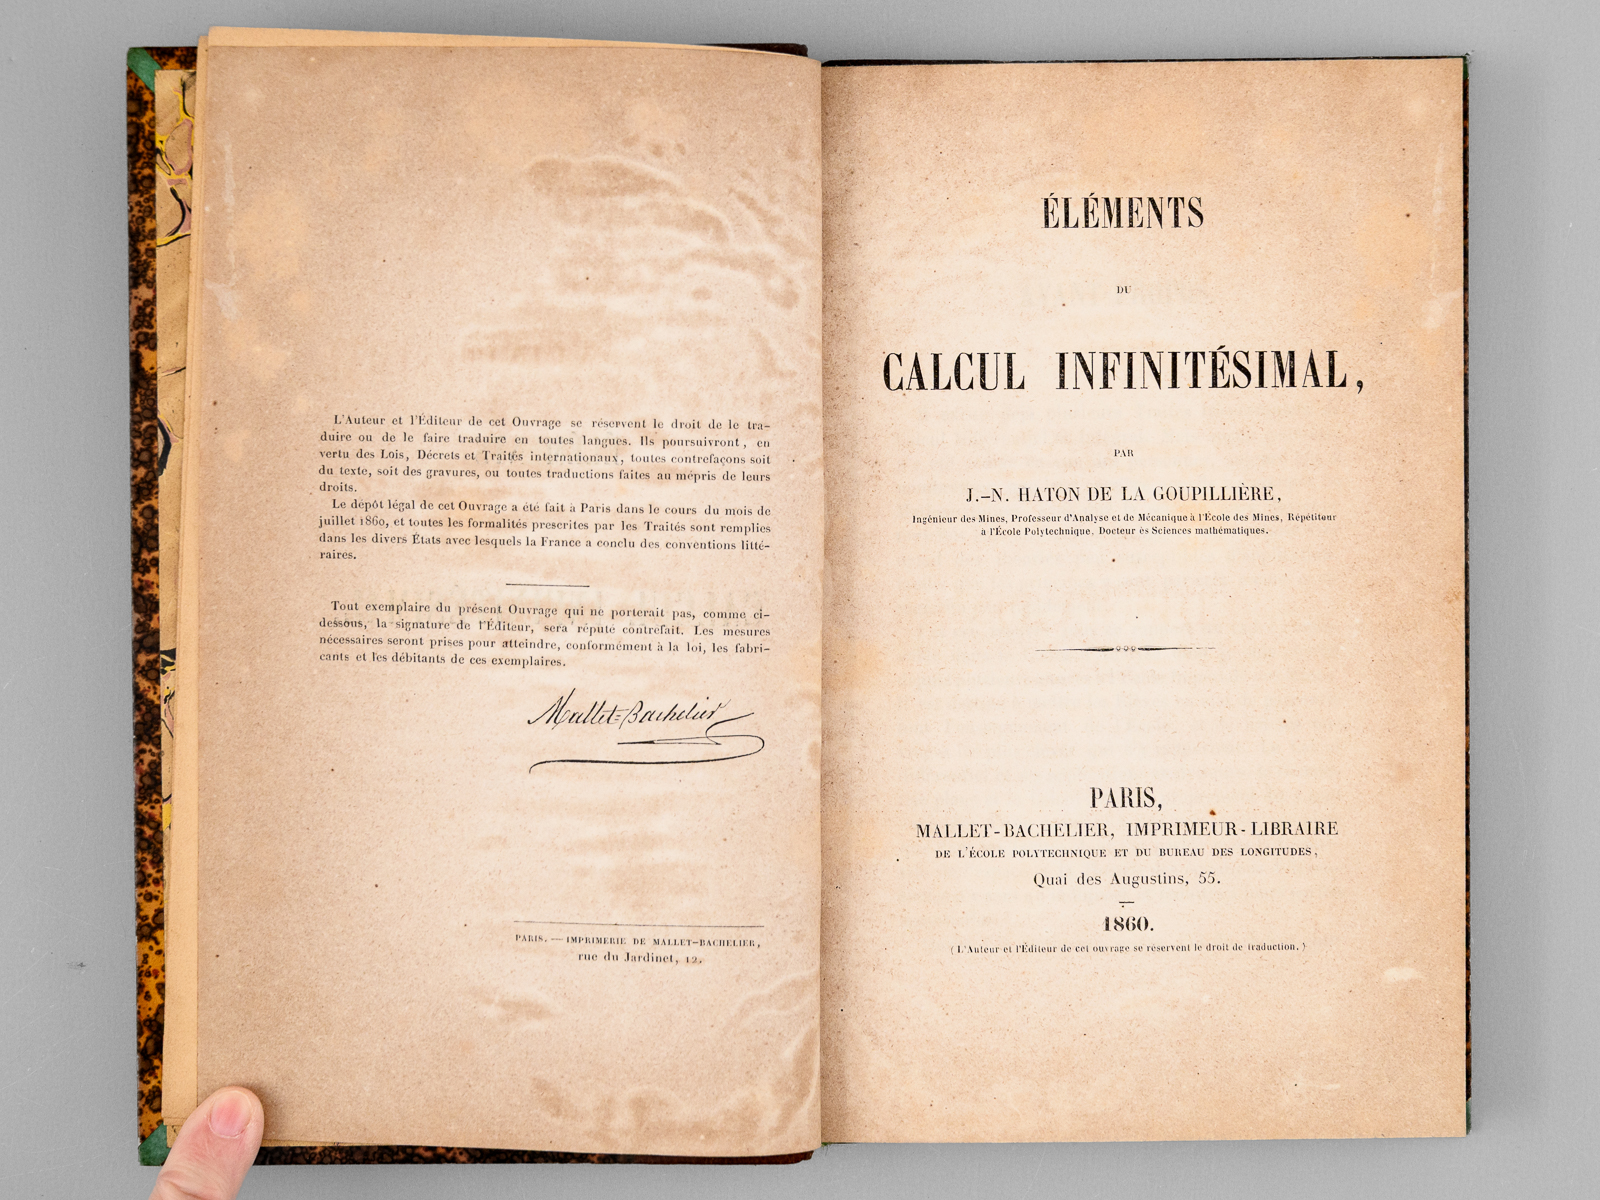 L'Auteur et l'Éditeur de cet Ouvrage se réservent le droit de le tra-
duire ou de le faire traduire en toutes langues. Ils poursuivront, en
vertu des Lois, Décrets et Traités internationaux, toutes contrefaçons soit
du texte, soit des gravures, ou toutes traductions faites au mépris de leurs
droits.
Le dépôt légal de cet Ouvrage a été fait à Paris dans le cours du mois de
juillet 1860, et toutes les formalités prescrites par les Traités sont remplies
dans les divers États avec lesquels la France a conclu des conventions litté-
raires.
Tout exemplaire du présent Ouvrage qui ne porterait pas, comme ci-
dessous, la signature de l'Éditeur, sera réputé contrefait. Les mesures
nécessaires seront prises pour atteindre, conformément à la loi, les fabri-
cants et les débitants de ces exemplaires.
Mallet=Bachelier
PARIS. — IMPRIMERIE DE MALLET-BACHELIER,
rue du Jardinet, 12.
ÉLÉMENTS
DU
CALCUL INFINITÉSIMAL,
PAR
J.-N. HATON DE LA GOUPILLIÈRE,
Ingénieur des Mines, Professeur d'Analyse et de Mécanique à l'École des Mines, Répétiteur
à l'École Polytechnique, Docteur ès Sciences mathématiques.
PARIS,
MALLET-BACHELIER, IMPRIMEUR-LIBRAIRE
DE L'ÉCOLE POLYTECHNIQUE ET DU BUREAU DES LONGITUDES,
Quai des Augustins, 55.
1860.
(L'Auteur et l'Éditeur de cet ouvrage se réservent le droit de traduction.)